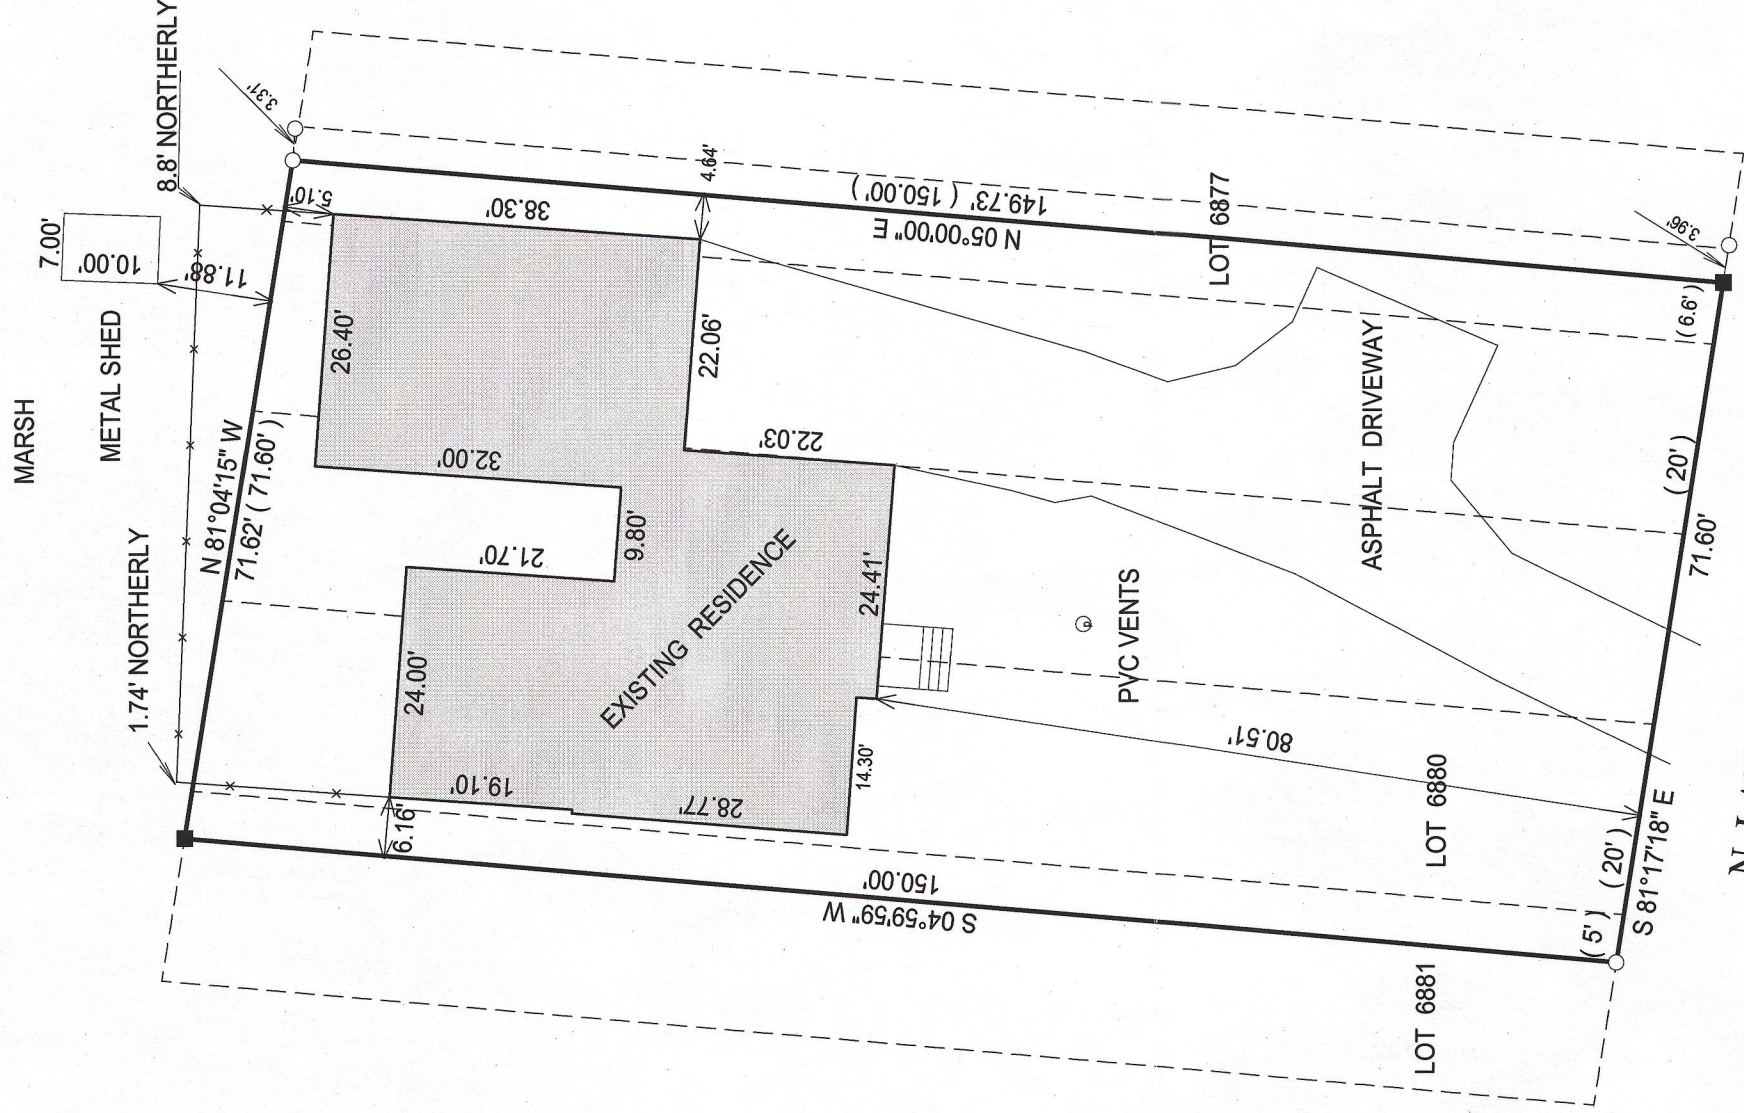 MARSH
7.00'
10.00'
METAL SHED
11.88'
8.8' NORTHERLY
3.31'
1.74' NORTHERLY
N 81°04'15" W
71.62' ( 71.60' )
5.10'
38.30'
4.64'
26.40'
32.00'
22.06'
149.73' ( 150.00' )
N 05°00'00" E
LOT 6877
21.70'
9.80'
22.03'
24.00'
EXISTING RESIDENCE
24.41'
19.10'
6.16'
28.77'
14.30'
PVC VENTS
ASPHALT DRIVEWAY
3.96'
( 6.6' )
( 20' )
71.60'
80.51'
LOT 6880
( 20' )
S 81°17'18" E
( 5' )
150.00'
S 04°59'59" W
LOT 6881